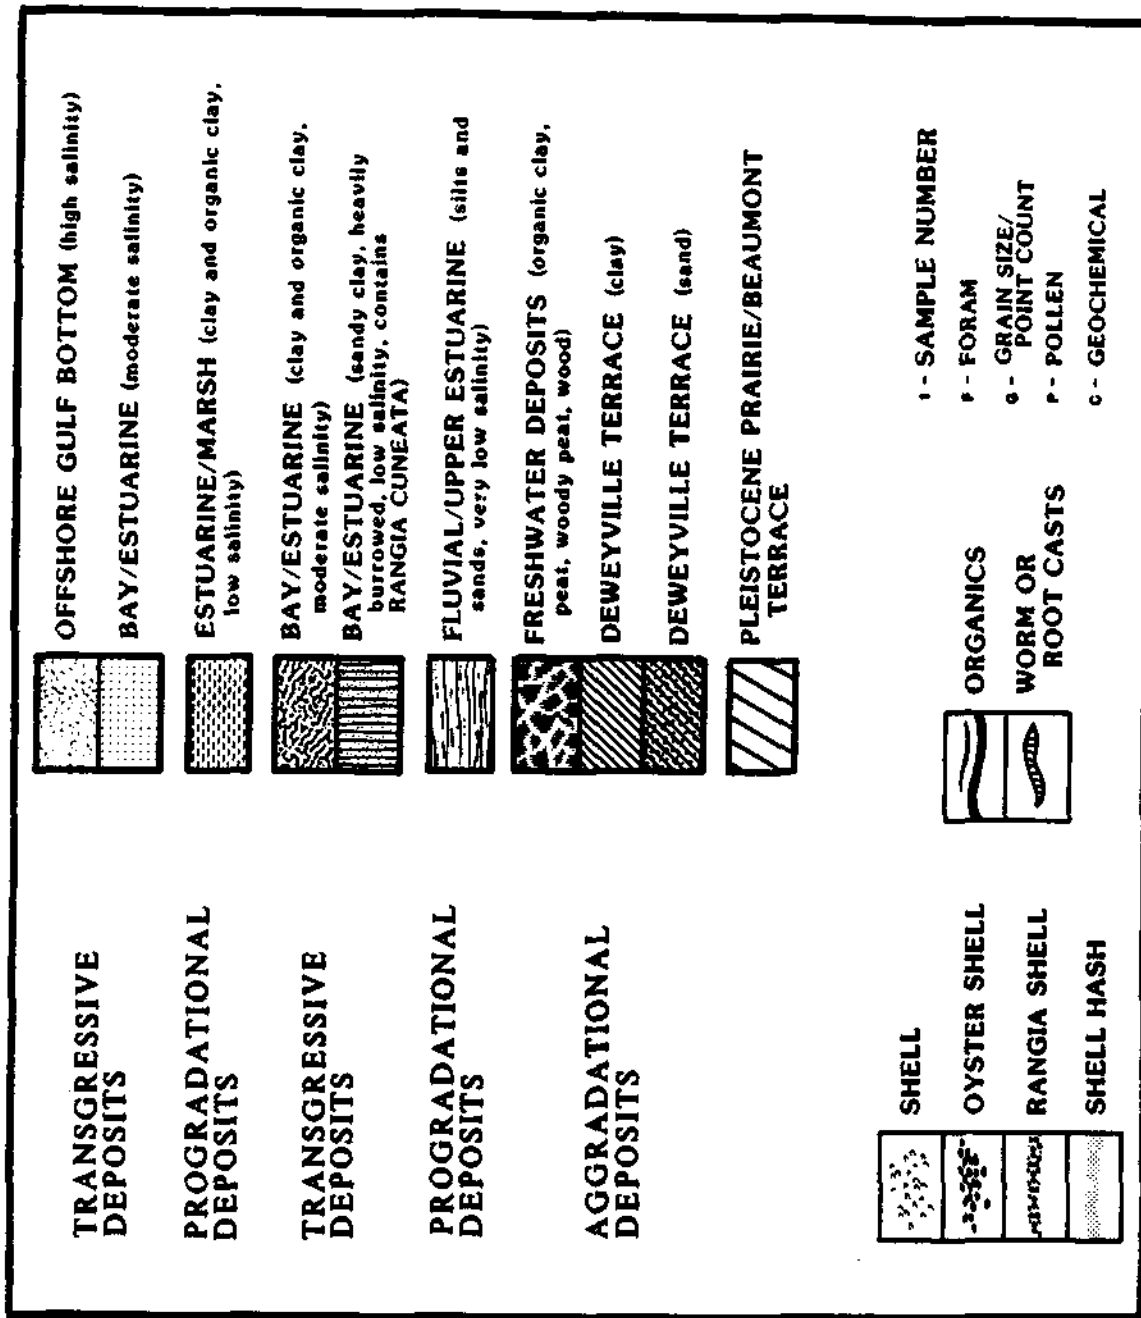 TRANSGRESSIVE
DEPOSITS
OFFSHORE GULF BOTTOM (high salinity)
BAY/ESTUARINE (moderate salinity)
PROGRADATIONAL
DEPOSITS
ESTUARINE/MARSH (clay and organic clay,
low salinity)
TRANSGRESSIVE
DEPOSITS
BAY/ESTUARINE (clay and organic clay,
moderate salinity)
BAY/ESTUARINE (sandy clay, heavily
burrowed, low salinity, contains
RANGIA CUNEATA)
PROGRADATIONAL
DEPOSITS
FLUVIAL/UPPER ESTUARINE (silts and
sands, very low salinity)
AGGRADATIONAL
DEPOSITS
FRESHWATER DEPOSITS (organic clay,
peat, woody peat, wood)
DEWEYVILLE TERRACE (clay)
DEWEYVILLE TERRACE (sand)
PLEISTOCENE PRAIRIE/BEAUMONT
TERRACE
SHELL
OYSTER SHELL
RANGIA SHELL
SHELL HASH
ORGANICS
WORM OR
ROOT CASTS
1 - SAMPLE NUMBER
F - FORAM
G - GRAIN SIZE/
POINT COUNT
P - POLLEN
C - GEOCHEMICAL